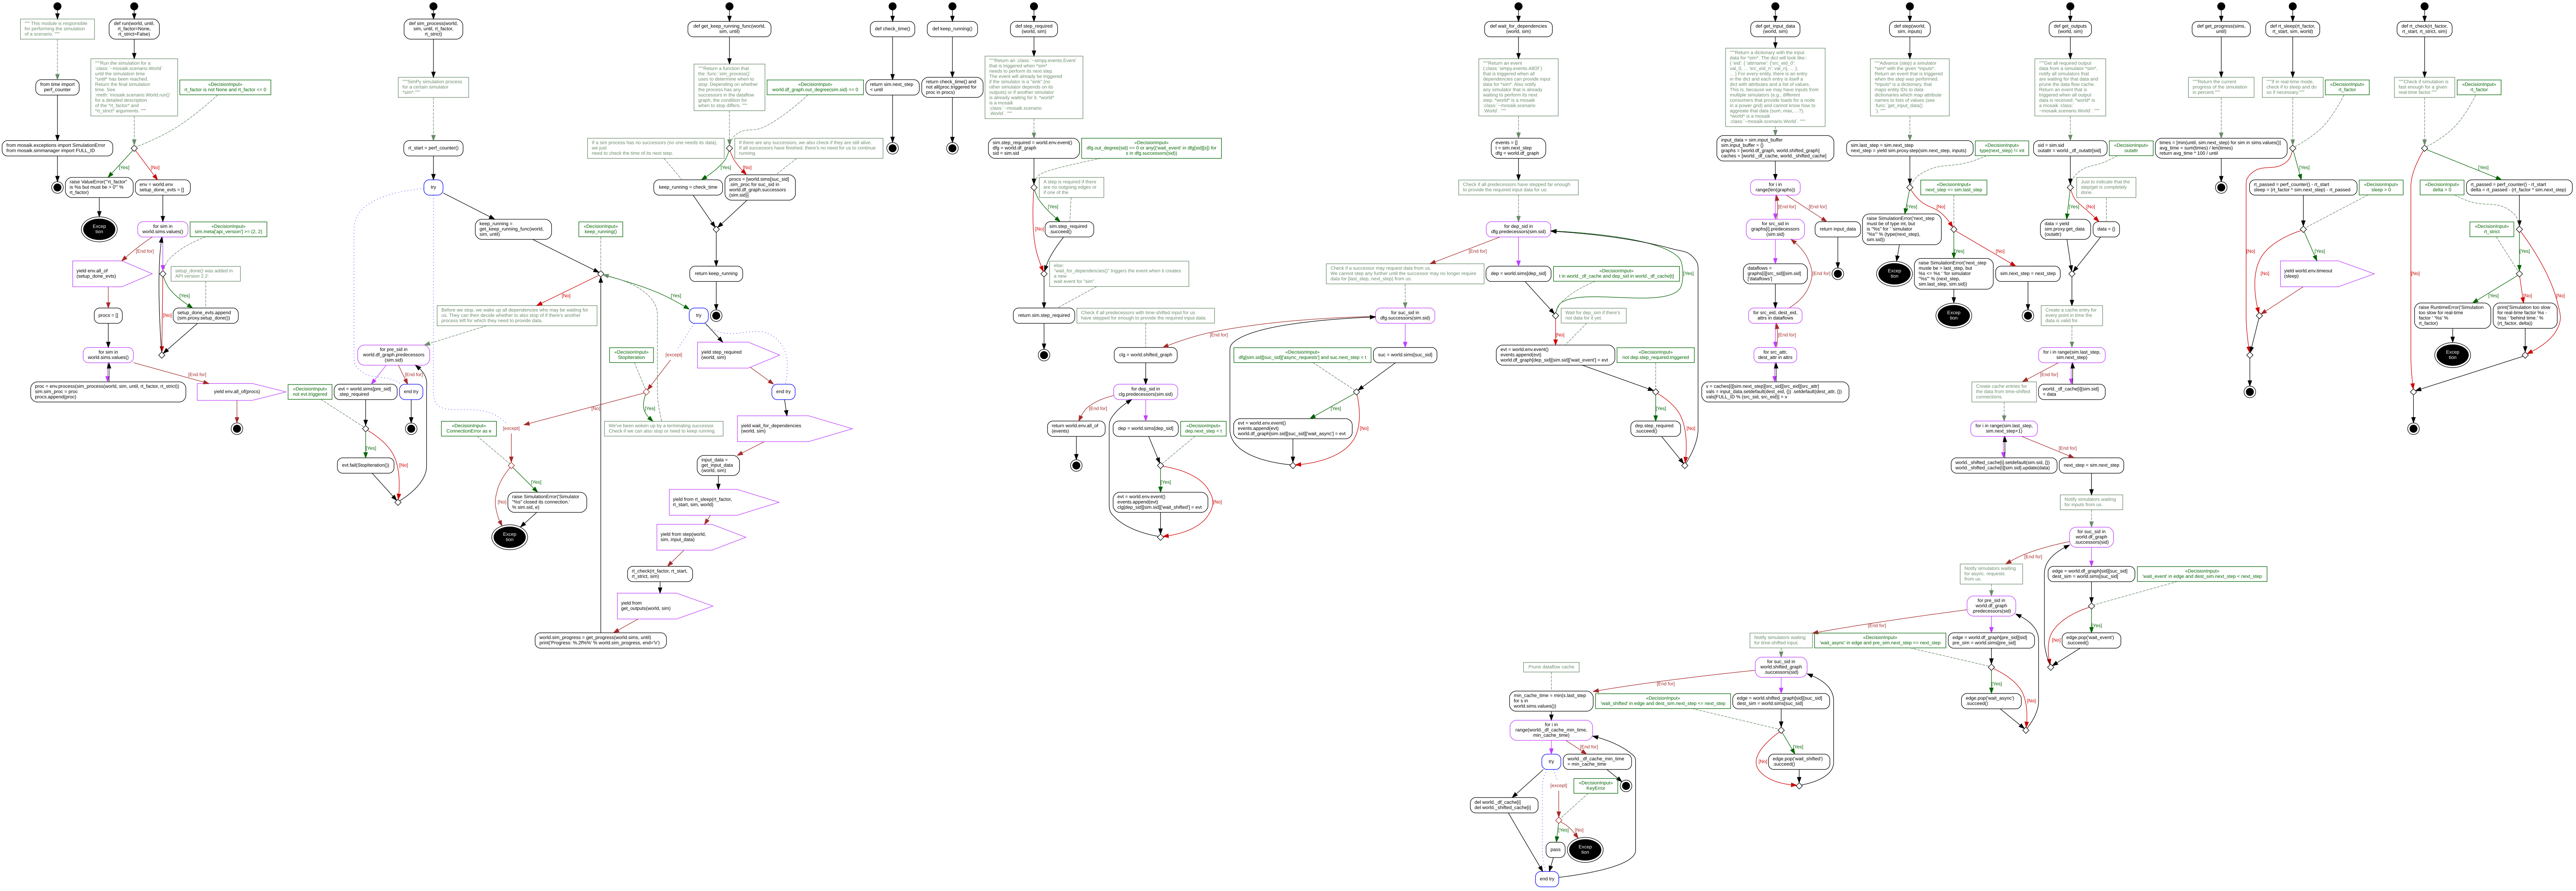 """ This module is responsible
for performing the simulation
of a scenario. """
from time import
perf_counter
from mosaik.exceptions import SimulationError
from mosaik.simmanager import FULL_ID
def run(world, until,
rt_factor=None,
rt_strict=False)
"""Run the simulation for a
:class:`~mosaik.scenario.World`
until the simulation time
*until* has been reached.
Return the final simulation
time. See
:meth:`mosaik.scenario.World.run()`
for a detailed description
of the *rt_factor* and
*rt_strict* arguments. """
«DecisionInput»
rt_factor is not None and rt_factor <= 0
[Yes]
[No]
raise ValueError('"rt_factor"
is %s but must be > 0"' %
rt_factor)
Excep
tion
env = world.env
setup_done_evts = []
for sim in
world.sims.values()
«DecisionInput»
sim.meta['api_version'] >= (2, 2)
[End for]
yield env.all_of
(setup_done_evts)
setup_done() was added in
API version 2.2:
[Yes]
[No]
setup_done_evts.append
(sim.proxy.setup_done())
procs = []
for sim in
world.sims.values()
[End for]
proc = env.process(sim_process(world, sim, until, rt_factor, rt_strict))
sim.sim_proc = proc
procs.append(proc)
yield env.all_of(procs)
def sim_process(world,
sim, until, rt_factor,
rt_strict)
"""SimPy simulation process
for a certain simulator
*sim*. """
rt_start = perf_counter()
try
keep_running =
get_keep_running_func(world,
sim, until)
«DecisionInput»
keep_running()
[No]
[Yes]
Before we stop, we wake up all dependencies who may be waiting for
us. They can then decide whether to also stop of if there's another
process left for which they need to provide data.
for pre_sid in
world.df_graph.predecessors
(sim.sid)
[End for]
«DecisionInput»
not evt.triggered
evt = world.sims[pre_sid]
.step_required
end try
[Yes]
[No]
evt.fail(StopIteration())
try
yield step_required
(world, sim)
[except]
«DecisionInput»
StopIteration
end try
[No]
[Yes]
We've been woken up by a terminating successor.
Check if we can also stop or need to keep running.
«DecisionInput»
ConnectionError as e
[except]
[Yes]
[No]
raise SimulationError('Simulator
"%s" closed its connection.'
% sim.sid, e)
Excep
tion
yield wait_for_dependencies
(world, sim)
input_data =
get_input_data
(world, sim)
yield from rt_sleep(rt_factor,
rt_start, sim, world)
yield from step(world,
sim, input_data)
rt_check(rt_factor, rt_start,
rt_strict, sim)
yield from
get_outputs(world, sim)
world.sim_progress = get_progress(world.sims, until)
print('Progress: %.2f%%' % world.sim_progress, end='\r')
def get_keep_running_func(world,
sim, until)
"""Return a function that
the :func:`sim_process()`
uses to determine when to
stop. Depending on whether
the process has any
successors in the dataflow
graph, the condition for
when to stop differs. """
«DecisionInput»
world.df_graph.out_degree(sim.sid) == 0
If a sim process has no successors (no one needs its data),
we just
need to check the time of its next step.
If there are any successors, we also check if they are still alive.
If all successors have finished, there's no need for us to continue
running.
[Yes]
[No]
keep_running = check_time
procs = [world.sims[suc_sid]
.sim_proc for suc_sid in
world.df_graph.successors
(sim.sid)]
return keep_running
def check_time()
return sim.next_step
< until
def keep_running()
return check_time() and
not all(proc.triggered for
proc in procs)
def step_required
(world, sim)
"""Return an :class:`~simpy.events.Event`
that is triggered when *sim*
needs to perform its next step.
The event will already be triggered
if the simulator is a "sink" (no
other simulator depends on its
outputs) or if another simulator
is already waiting for it. *world*
is a mosaik
:class:`~mosaik.scenario
.World`. """
sim.step_required = world.env.event()
dfg = world.df_graph
sid = sim.sid
«DecisionInput»
dfg.out_degree(sid) == 0 or any(('wait_event' in dfg[sid][s]) for
s in dfg.successors(sid))
A step is required if there
are no outgoing edges or
if one of the
[Yes]
[No]
sim.step_required
.succeed()
else:
"wait_for_dependencies()" triggers the event when it creates
a new
wait event for "sim".
return sim.step_required
def wait_for_dependencies
(world, sim)
"""Return an event
(:class:`simpy.events.AllOf`)
that is triggered when all
dependencies can provide input
data for *sim*. Also notify
any simulator that is already
waiting to perform its next
step. *world* is a mosaik
:class:`~mosaik.scenario
.World`. """
events = []
t = sim.next_step
dfg = world.df_graph
Check if all predecessors have stepped far enough
to provide the required input data for us:
for dep_sid in
dfg.predecessors(sim.sid)
[End for]
Check if a successor may request data from us.
We cannot step any further until the successor may no longer require
data for [last_step, next_step) from us:
dep = world.sims[dep_sid]
«DecisionInput»
t in world._df_cache and dep_sid in world._df_cache[t]
[Yes]
[No]
Wait for dep_sim if there's
not data for it yet.
evt = world.env.event()
events.append(evt)
world.df_graph[dep_sid][sim.sid]['wait_event'] = evt
«DecisionInput»
not dep.step_required.triggered
[Yes]
[No]
dep.step_required
.succeed()
for suc_sid in
dfg.successors(sim.sid)
[End for]
«DecisionInput»
dfg[sim.sid][suc_sid]['async_requests'] and suc.next_step < t
suc = world.sims[suc_sid]
[Yes]
[No]
evt = world.env.event()
events.append(evt)
world.df_graph[sim.sid][suc_sid]['wait_async'] = evt
Check if all predecessors with time-shifted input for us
have stepped far enough to provide the required input data.
clg = world.shifted_graph
for dep_sid in
clg.predecessors(sim.sid)
[End for]
return world.env.all_of
(events)
dep = world.sims[dep_sid]
«DecisionInput»
dep.next_step < t
[Yes]
[No]
evt = world.env.event()
events.append(evt)
clg[dep_sid][sim.sid]['wait_shifted'] = evt
def get_input_data
(world, sim)
"""Return a dictionary with the input
data for *sim*. The dict will look like::
{ 'eid': { 'attrname': {'src_eid_0':
val_0, ... 'src_eid_n': val_n}, ... },
... } For every entity, there is an entry
in the dict and each entry is itself a
dict with attributes and a list of values.
This is, because we may have inputs from
multiple simulators (e.g., different
consumers that provide loads for a node
in a power grid) and cannot know how to
aggregate that data (sum, max, ...?).
*world* is a mosaik
:class:`~mosaik.scenario.World`. """
input_data = sim.input_buffer
sim.input_buffer = {}
graphs = [world.df_graph, world.shifted_graph]
caches = [world._df_cache, world._shifted_cache]
for i in
range(len(graphs))
[End for]
[End for]
for src_sid in
graphs[i].predecessors
(sim.sid)
return input_data
dataflows =
graphs[i][src_sid][sim.sid]
['dataflows']
[End for]
for src_eid, dest_eid,
attrs in dataflows
[End for]
for src_attr,
dest_attr in attrs
v = caches[i][sim.next_step][src_sid][src_eid][src_attr]
vals = input_data.setdefault(dest_eid, {}) .setdefault(dest_attr, {})
vals[FULL_ID % (src_sid, src_eid)] = v
def step(world,
sim, inputs)
"""Advance (step) a simulator
*sim* with the given *inputs*.
Return an event that is triggered
when the step was performed.
*inputs* is a dictionary, that
maps entity IDs to data
dictionaries which map attribute
names to lists of values (see
:func:`get_input_data()`
). """
sim.last_step = sim.next_step
next_step = yield sim.proxy.step(sim.next_step, inputs)
«DecisionInput»
type(next_step) != int
[Yes]
[No]
«DecisionInput»
next_step <= sim.last_step
raise SimulationError('next_step
must be of type int, but
is "%s" for ' 'simulator
"%s"' % (type(next_step),
sim.sid))
Excep
tion
[Yes]
[No]
raise SimulationError('next_step
must be > last_step, but
%s <= %s ' 'for simulator
"%s"' % (next_step,
sim.last_step, sim.sid))
Excep
tion
sim.next_step = next_step
def get_outputs
(world, sim)
"""Get all required output
data from a simulator *sim*,
notify all simulators that
are waiting for that data and
prune the data flow cache.
Return an event that is
triggered when all output
data is received. *world* is
a mosaik :class:`
~mosaik.scenario.World`. """
sid = sim.sid
outattr = world._df_outattr[sid]
«DecisionInput»
outattr
Just to indicate that the
step/get is completely
done.
[Yes]
[No]
data = yield
sim.proxy.get_data
(outattr)
data = {}
Create a cache entry for
every point in time the
data is valid for.
for i in range(sim.last_step,
sim.next_step)
[End for]
Create cache entries for
the data from time-shifted
connections.
world._df_cache[i][sim.sid]
= data
for i in range(sim.last_step,
sim.next_step+1)
[End for]
world._shifted_cache[i].setdefault(sim.sid, {})
world._shifted_cache[i][sim.sid].update(data)
next_step = sim.next_step
Notify simulators waiting
for inputs from us.
for suc_sid in
world.df_graph
.successors(sid)
[End for]
Notify simulators waiting
for async. requests
from us.
edge = world.df_graph[sid][suc_sid]
dest_sim = world.sims[suc_sid]
«DecisionInput»
'wait_event' in edge and dest_sim.next_step < next_step
[Yes]
[No]
edge.pop('wait_event')
.succeed()
for pre_sid in
world.df_graph
.predecessors(sid)
[End for]
Notify simulators waiting
for time-shifted input.
«DecisionInput»
'wait_async' in edge and pre_sim.next_step <= next_step
edge = world.df_graph[pre_sid][sid]
pre_sim = world.sims[pre_sid]
[Yes]
[No]
edge.pop('wait_async')
.succeed()
for suc_sid in
world.shifted_graph
.successors(sid)
[End for]
Prune dataflow cache
min_cache_time = min(s.last_step
for s in
world.sims.values())
«DecisionInput»
'wait_shifted' in edge and dest_sim.next_step <= next_step
edge = world.shifted_graph[sid][suc_sid]
dest_sim = world.sims[suc_sid]
[Yes]
[No]
edge.pop('wait_shifted')
.succeed()
for i in
range(world._df_cache_min_time,
min_cache_time)
[End for]
try
world._df_cache_min_time
= min_cache_time
[except]
«DecisionInput»
KeyError
del world._df_cache[i]
del world._shifted_cache[i]
[Yes]
[No]
pass
Excep
tion
end try
def get_progress(sims,
until)
"""Return the current
progress of the simulation
in percent. """
times = [min(until, sim.next_step) for sim in sims.values()]
avg_time = sum(times) / len(times)
return avg_time * 100 / until
def rt_sleep(rt_factor,
rt_start, sim, world)
"""If in real-time mode,
check if to sleep and do
so if necessary. """
«DecisionInput»
rt_factor
[Yes]
[No]
rt_passed = perf_counter() - rt_start
sleep = (rt_factor * sim.next_step) - rt_passed
«DecisionInput»
sleep > 0
[Yes]
[No]
yield world.env.timeout
(sleep)
def rt_check(rt_factor,
rt_start, rt_strict, sim)
"""Check if simulation is
fast enough for a given
real-time factor. """
«DecisionInput»
rt_factor
[Yes]
[No]
«DecisionInput»
delta > 0
rt_passed = perf_counter() - rt_start
delta = rt_passed - (rt_factor * sim.next_step)
«DecisionInput»
rt_strict
[Yes]
[No]
[Yes]
[No]
raise RuntimeError('Simulation
too slow for real-time
factor ' '%s' %
rt_factor)
Excep
tion
print('Simulation too slow
for real-time factor %s -
'%ss ' 'behind time.' %
(rt_factor, delta))